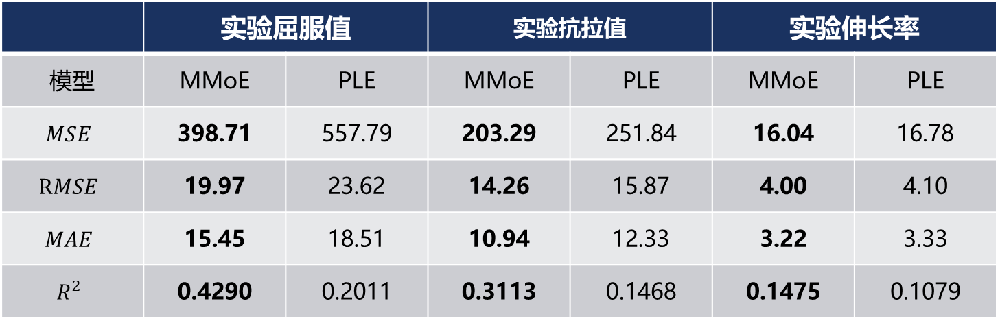 实验屈服值 实验抗拉值 实验伸长率
模型 MMoE PLE MMoE PLE MMoE PLE
MSE 398.71 557.79 203.29 251.84 16.04 16.78
RMSE 19.97 23.62 14.26 15.87 4.00 4.10
MAE 15.45 18.51 10.94 12.33 3.22 3.33
R² 0.4290 0.2011 0.3113 0.1468 0.1475 0.1079